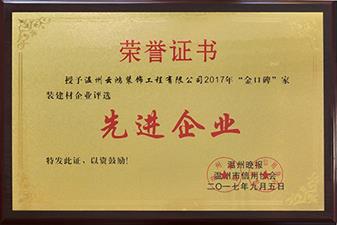 荣誉证书
授予温州云鸿装饰工程有限公司2017年“金口碑”家
装建材企业评选
先进企业
特发此证，以资鼓励！
温州晚报
温州市信用协会
二〇一七年九月五日